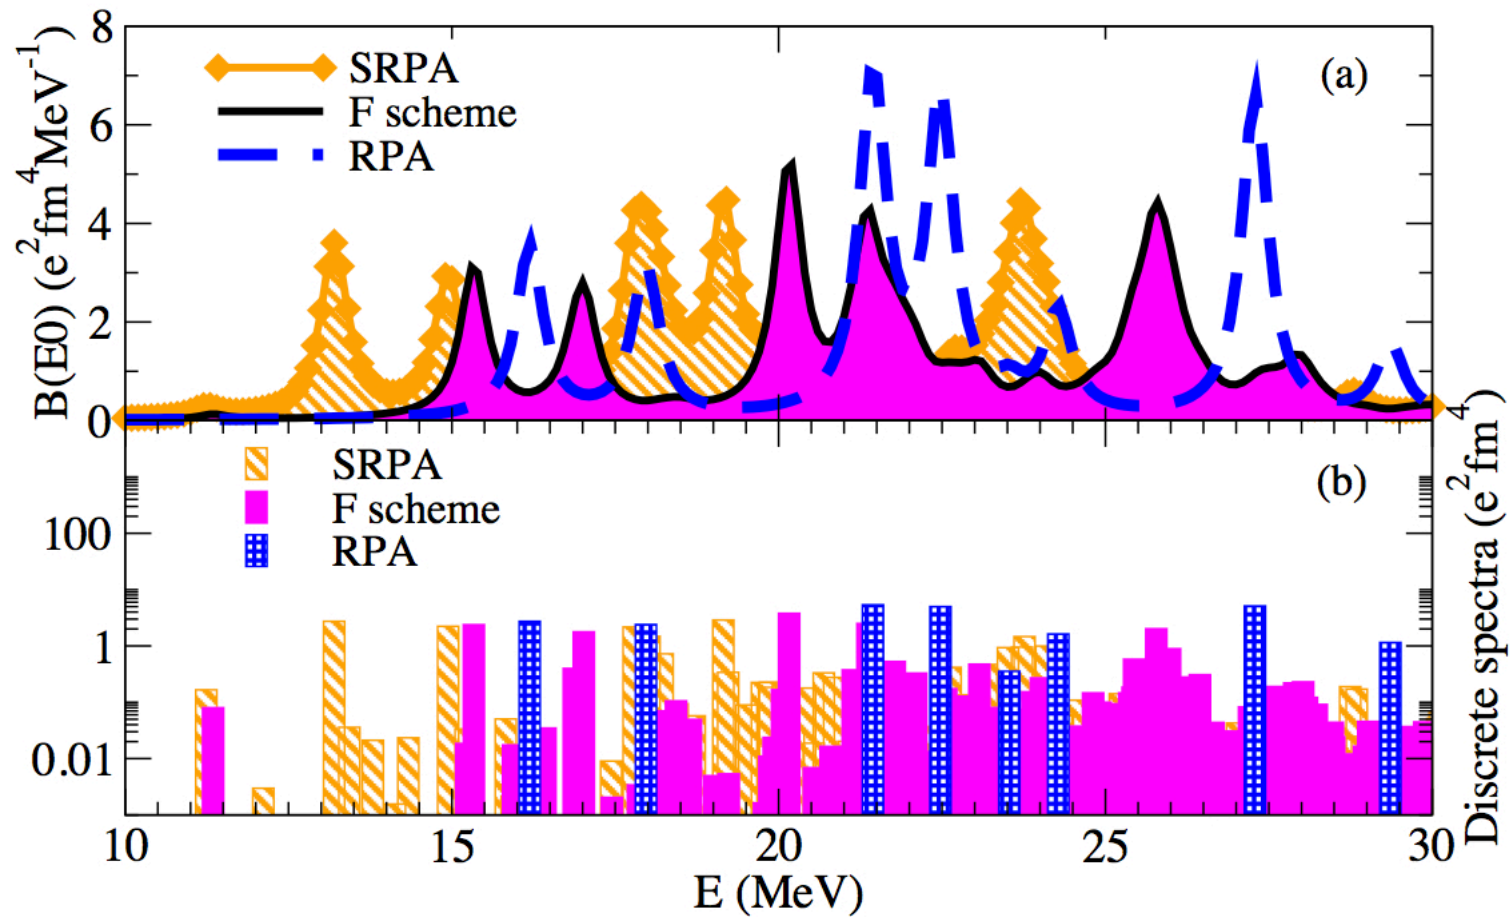 8
6
4
2
0
B(E0) (e²fm⁴MeV⁻¹)
SRPA
F scheme
RPA
(a)
SRPA
F scheme
RPA
(b)
100
1
0.01
Discrete spectra (e²fm⁴)
10 15 20 25 30
E (MeV)